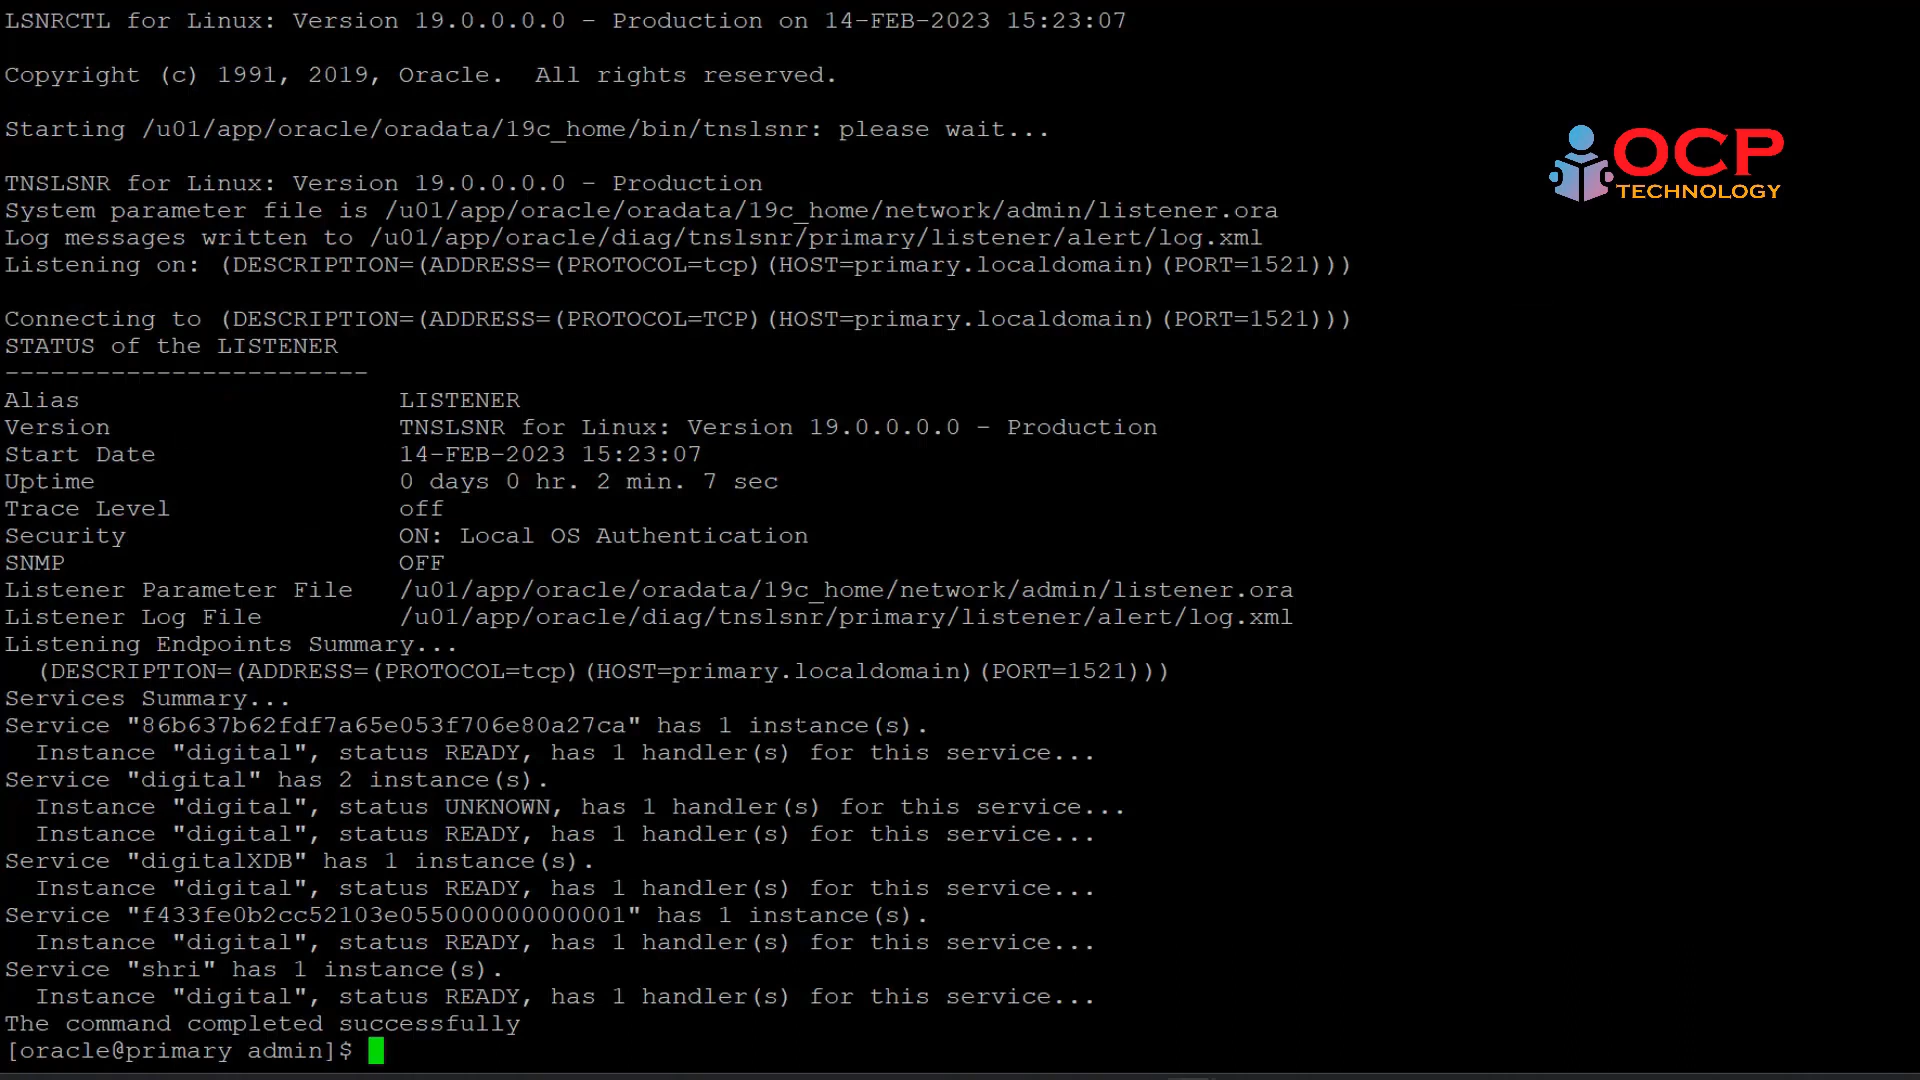 LSNRCTL for Linux: Version 19.0.0.0.0 - Production on 14-FEB-2023 15:23:07
Copyright (c) 1991, 2019, Oracle.  All rights reserved.
Starting /u01/app/oracle/oradata/19c_home/bin/tnslsnr: please wait...
OCP
TECHNOLOGY
TNSLSNR for Linux: Version 19.0.0.0.0 - Production
System parameter file is /u01/app/oracle/oradata/19c_home/network/admin/listener.ora
Log messages written to /u01/app/oracle/diag/tnslsnr/primary/listener/alert/log.xml
Listening on: (DESCRIPTION=(ADDRESS=(PROTOCOL=tcp)(HOST=primary.localdomain)(PORT=1521)))
Connecting to (DESCRIPTION=(ADDRESS=(PROTOCOL=TCP)(HOST=primary.localdomain)(PORT=1521)))
STATUS of the LISTENER
------------------------
Alias                     LISTENER
Version                   TNSLSNR for Linux: Version 19.0.0.0.0 - Production
Start Date                14-FEB-2023 15:23:07
Uptime                    0 days 0 hr. 2 min. 7 sec
Trace Level               off
Security                  ON: Local OS Authentication
SNMP                      OFF
Listener Parameter File   /u01/app/oracle/oradata/19c_home/network/admin/listener.ora
Listener Log File         /u01/app/oracle/diag/tnslsnr/primary/listener/alert/log.xml
Listening Endpoints Summary...
  (DESCRIPTION=(ADDRESS=(PROTOCOL=tcp)(HOST=primary.localdomain)(PORT=1521)))
Services Summary...
Service "86b637b62fdf7a65e053f706e80a27ca" has 1 instance(s).
  Instance "digital", status READY, has 1 handler(s) for this service...
Service "digital" has 2 instance(s).
  Instance "digital", status UNKNOWN, has 1 handler(s) for this service...
  Instance "digital", status READY, has 1 handler(s) for this service...
Service "digitalXDB" has 1 instance(s).
  Instance "digital", status READY, has 1 handler(s) for this service...
Service "f433fe0b2cc52103e055000000000001" has 1 instance(s).
  Instance "digital", status READY, has 1 handler(s) for this service...
Service "shri" has 1 instance(s).
  Instance "digital", status READY, has 1 handler(s) for this service...
The command completed successfully
[oracle@primary admin]$